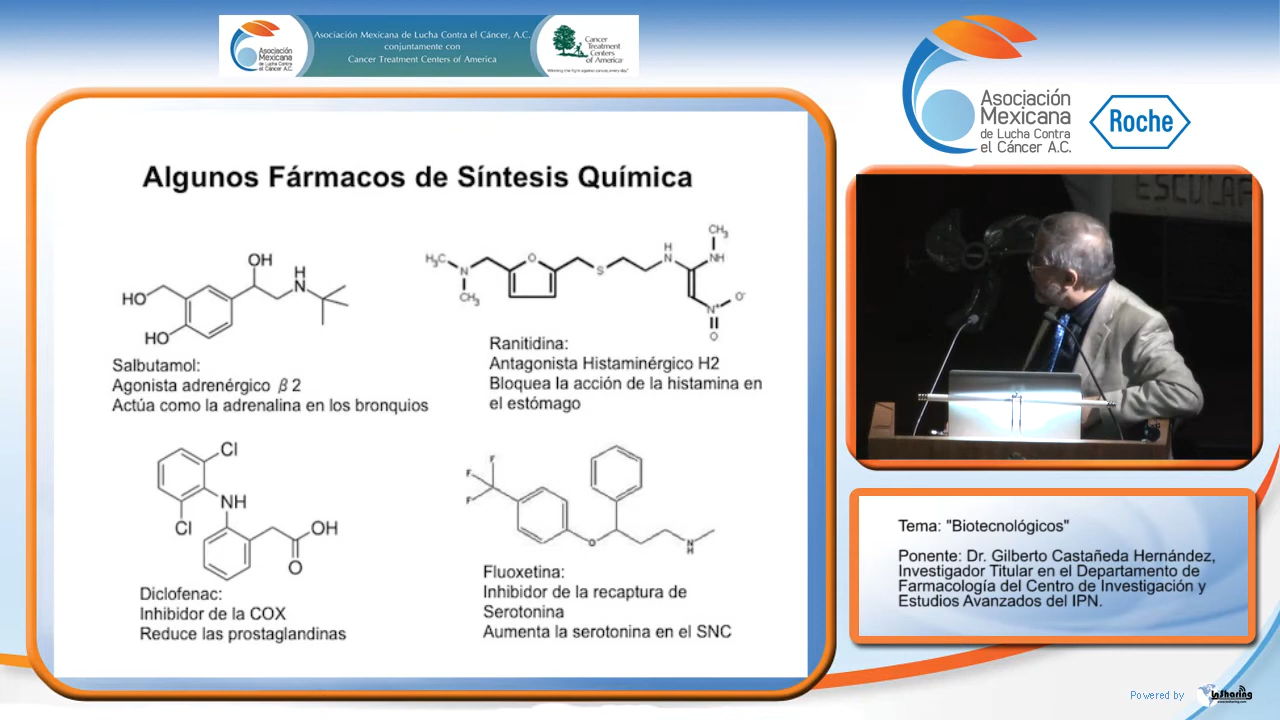 Asociación Mexicana de Lucha Contra el Cáncer, A.C.
conjuntamente con
Cancer Treatment Centers of America
Asociación
Mexicana
de Lucha Contra
el Cáncer A.C.
Cancer
Treatment
Centers
of America
Winning the fight against cancer, every day.
Asociación
Mexicana
de Lucha Contra
el Cáncer A.C.
Roche
Algunos Fármacos de Síntesis Química
OH
HO
H
N
HO
Salbutamol:
Agonista adrenérgico β 2
Actúa como la adrenalina en los bronquios
H₃C
N
CH₃
O
S
H
N
CH₃
NH
N⁺
O⁻
O
Ranitidina:
Antagonista Histaminérgico H2
Bloquea la acción de la histamina en
el estómago
Cl
NH
Cl
OH
O
Diclofenac:
Inhibidor de la COX
Reduce las prostaglandinas
F
F
F
O
N
H
Fluoxetina:
Inhibidor de la recaptura de
Serotonina
Aumenta la serotonina en el SNC
ESCULAP
Tema: "Biotecnológicos"
Ponente: Dr. Gilberto Castañeda Hernández,
Investigador Titular en el Departamento de
Farmacología del Centro de Investigación y
Estudios Avanzados del IPN.
Powered by
InSharing